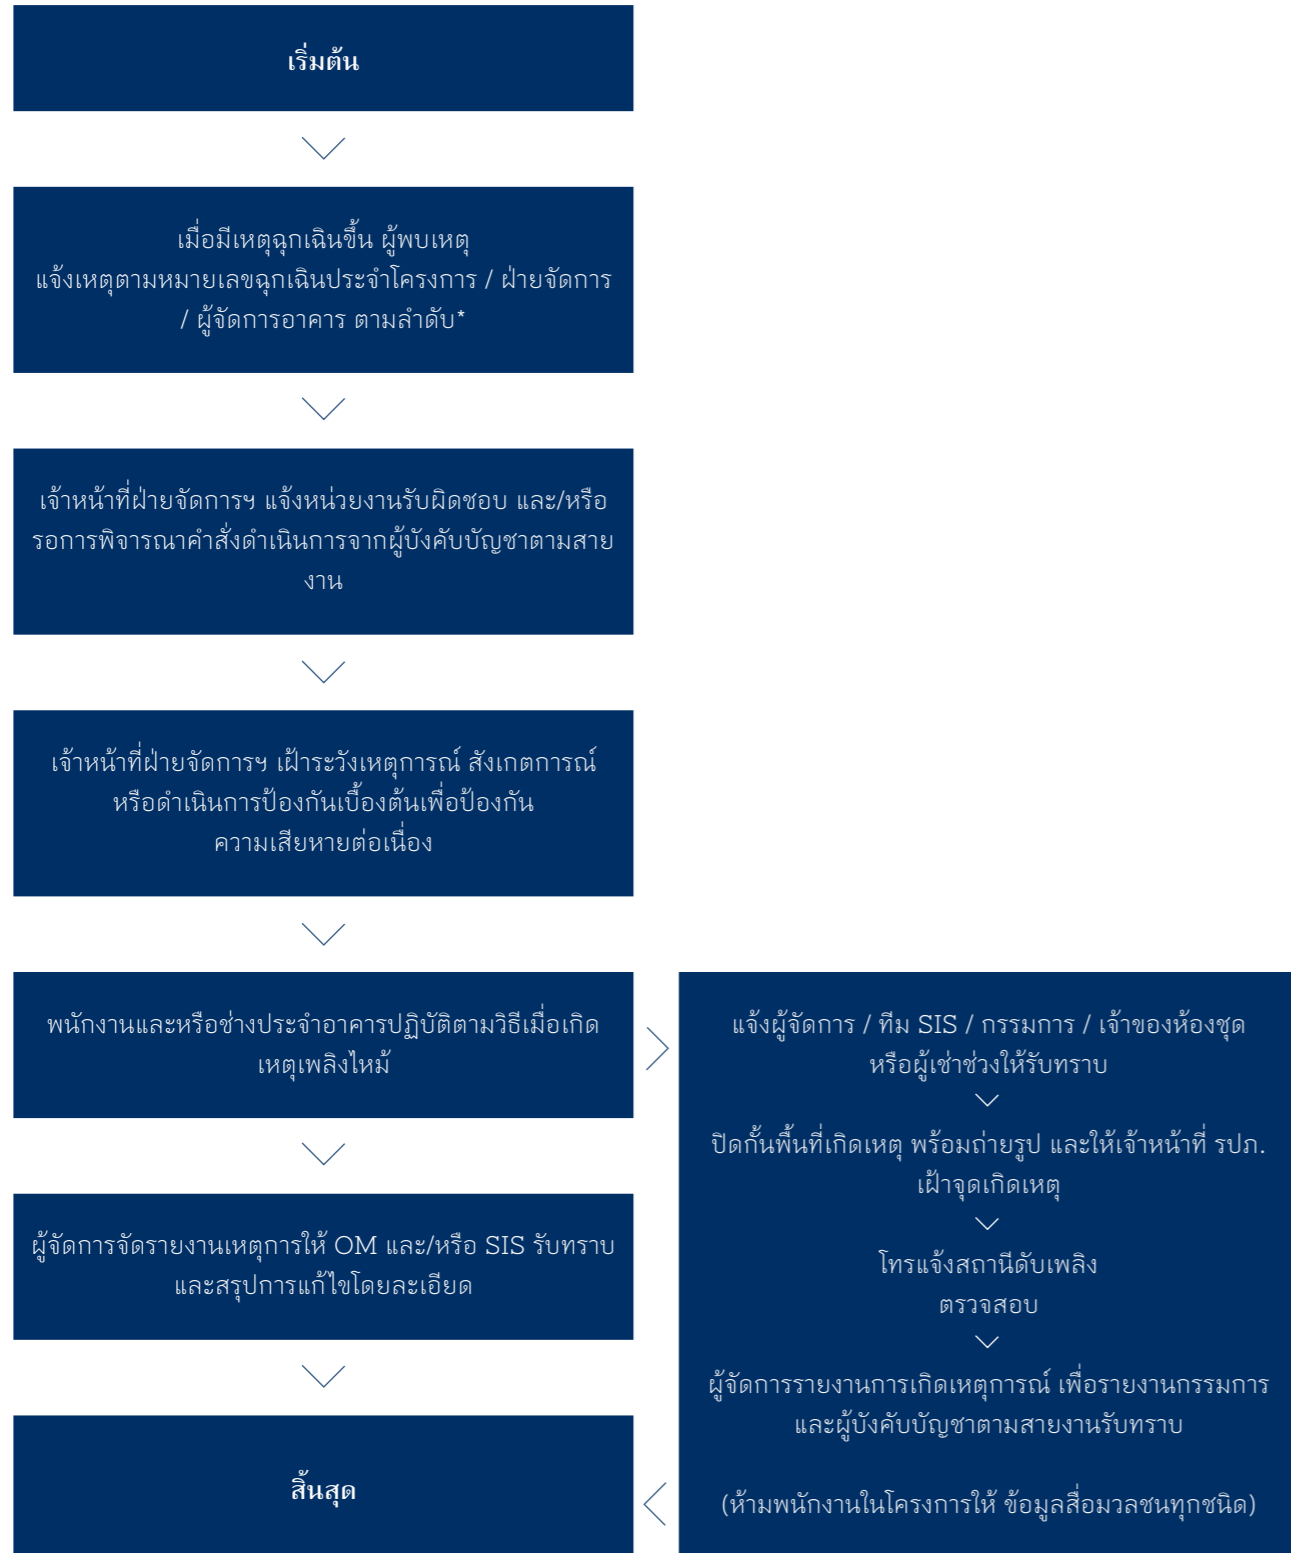 เริ่มต้น
เมื่อมีเหตุฉุกเฉินขึ้น ผู้พบเหตุ
แจ้งเหตุตามหมายเลขฉุกเฉินประจำโครงการ / ฝ่ายจัดการ
/ ผู้จัดการอาคาร ตามลำดับ*
เจ้าหน้าที่ฝ่ายจัดการฯ แจ้งหน่วยงานรับผิดชอบ และ/หรือ
รอการพิจารณาคำสั่งดำเนินการจากผู้บังคับบัญชาตามสาย
งาน
เจ้าหน้าที่ฝ่ายจัดการฯ เฝ้าระวังเหตุการณ์ สังเกตการณ์
หรือดำเนินการป้องกันเบื้องต้นเพื่อป้องกัน
ความเสียหายต่อเนื่อง
พนักงานและหรือช่างประจำอาคารปฏิบัติตามวิธีเมื่อเกิด
เหตุเพลิงไหม้
ผู้จัดการจัดรายงานเหตุการให้ OM และ/หรือ SIS รับทราบ
และสรุปการแก้ไขโดยละเอียด
สิ้นสุด
แจ้งผู้จัดการ / ทีม SIS / กรรมการ / เจ้าของห้องชุด
หรือผู้เช่าช่วงให้รับทราบ
ปิดกั้นพื้นที่เกิดเหตุ พร้อมถ่ายรูป และให้เจ้าหน้าที่ รปภ.
เฝ้าจุดเกิดเหตุ
โทรแจ้งสถานีดับเพลิง
ตรวจสอบ
ผู้จัดการรายงานการเกิดเหตุการณ์ เพื่อรายงานกรรมการ
และผู้บังคับบัญชาตามสายงานรับทราบ
(ห้ามพนักงานในโครงการให้ ข้อมูลสื่อมวลชนทุกชนิด)